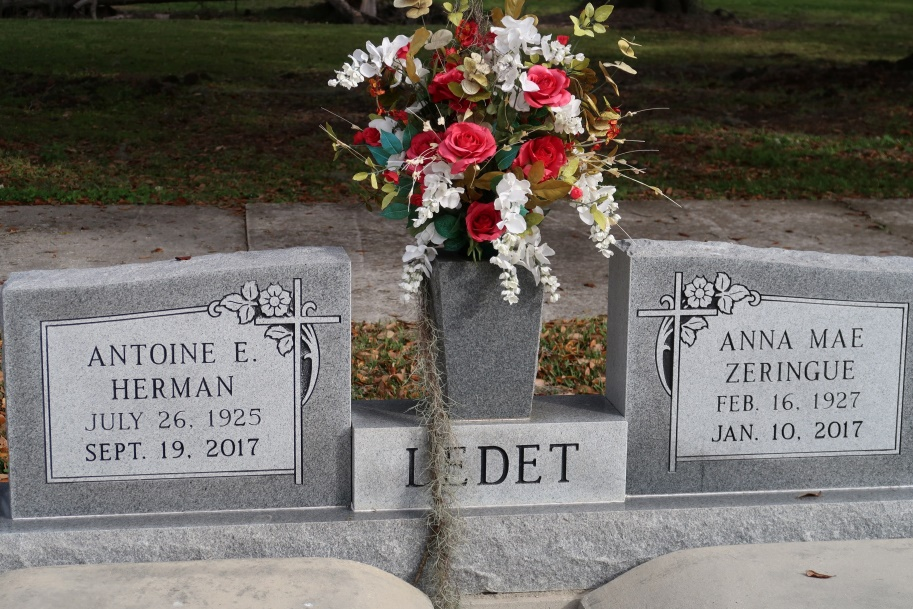 ANTOINE E.
HERMAN
JULY 26, 1925
SEPT. 19, 2017
LEDET
ANNA MAE
ZERINGUE
FEB. 16, 1927
JAN. 10, 2017